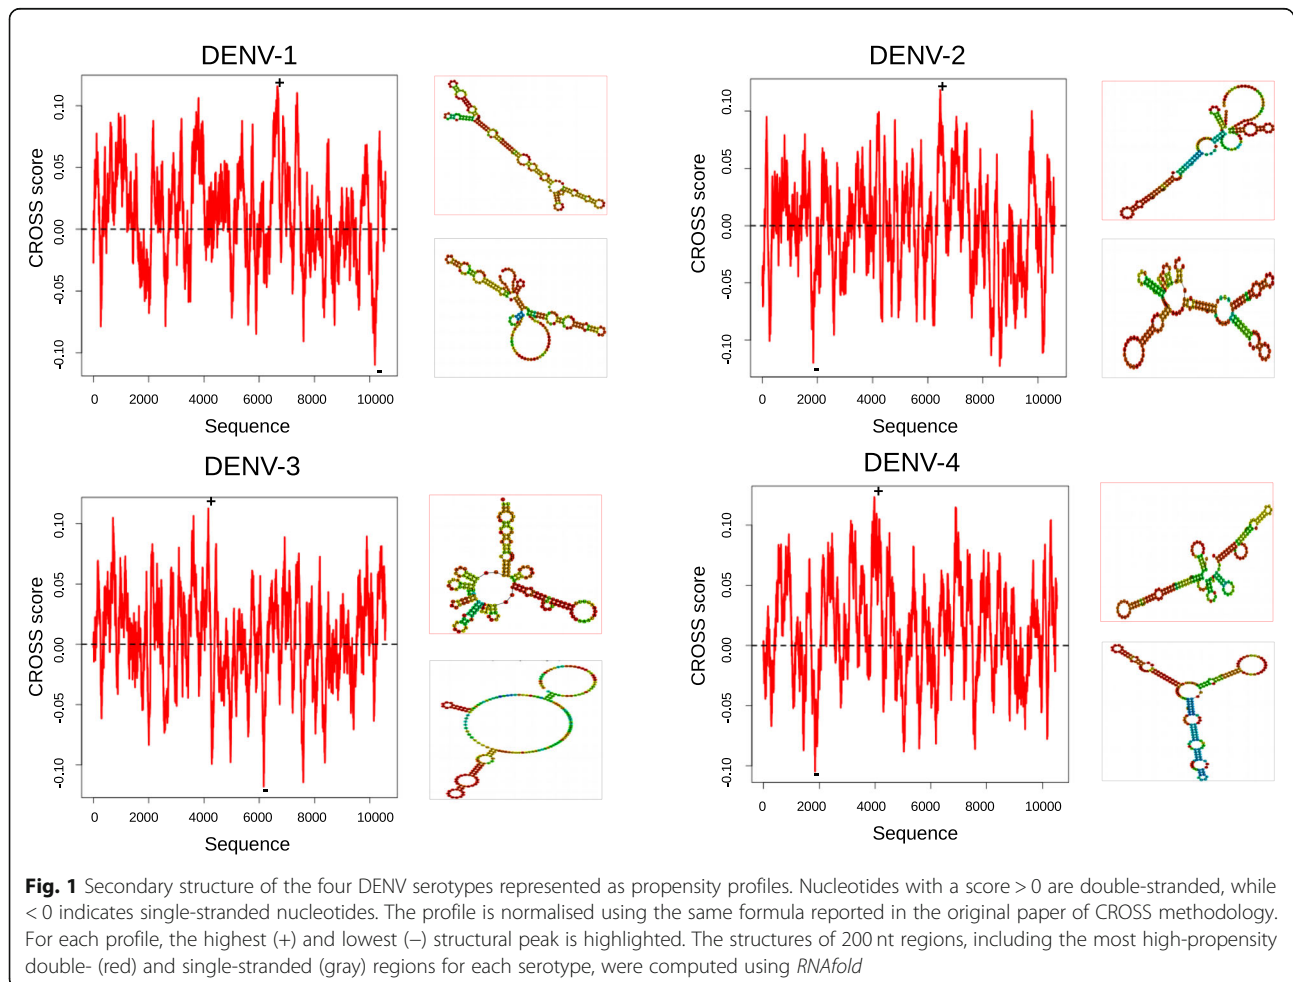 DENV-1
+
CROSS score
0.10
0.05
0.00
-0.05
-0.10
-
0 2000 4000 6000 8000 10000
Sequence
DENV-2
+
CROSS score
0.10
0.05
0.00
-0.05
-0.10
-
0 2000 4000 6000 8000 10000
Sequence
DENV-3
+
CROSS score
0.10
0.05
0.00
-0.05
-0.10
-
0 2000 4000 6000 8000 10000
Sequence
DENV-4
+
CROSS score
0.10
0.05
0.00
-0.05
-0.10
-
0 2000 4000 6000 8000 10000
Sequence
Fig. 1 Secondary structure of the four DENV serotypes represented as propensity profiles. Nucleotides with a score > 0 are double-stranded, while
< 0 indicates single-stranded nucleotides. The profile is normalised using the same formula reported in the original paper of CROSS methodology.
For each profile, the highest (+) and lowest (−) structural peak is highlighted. The structures of 200 nt regions, including the most high-propensity
double- (red) and single-stranded (gray) regions for each serotype, were computed using RNAfold